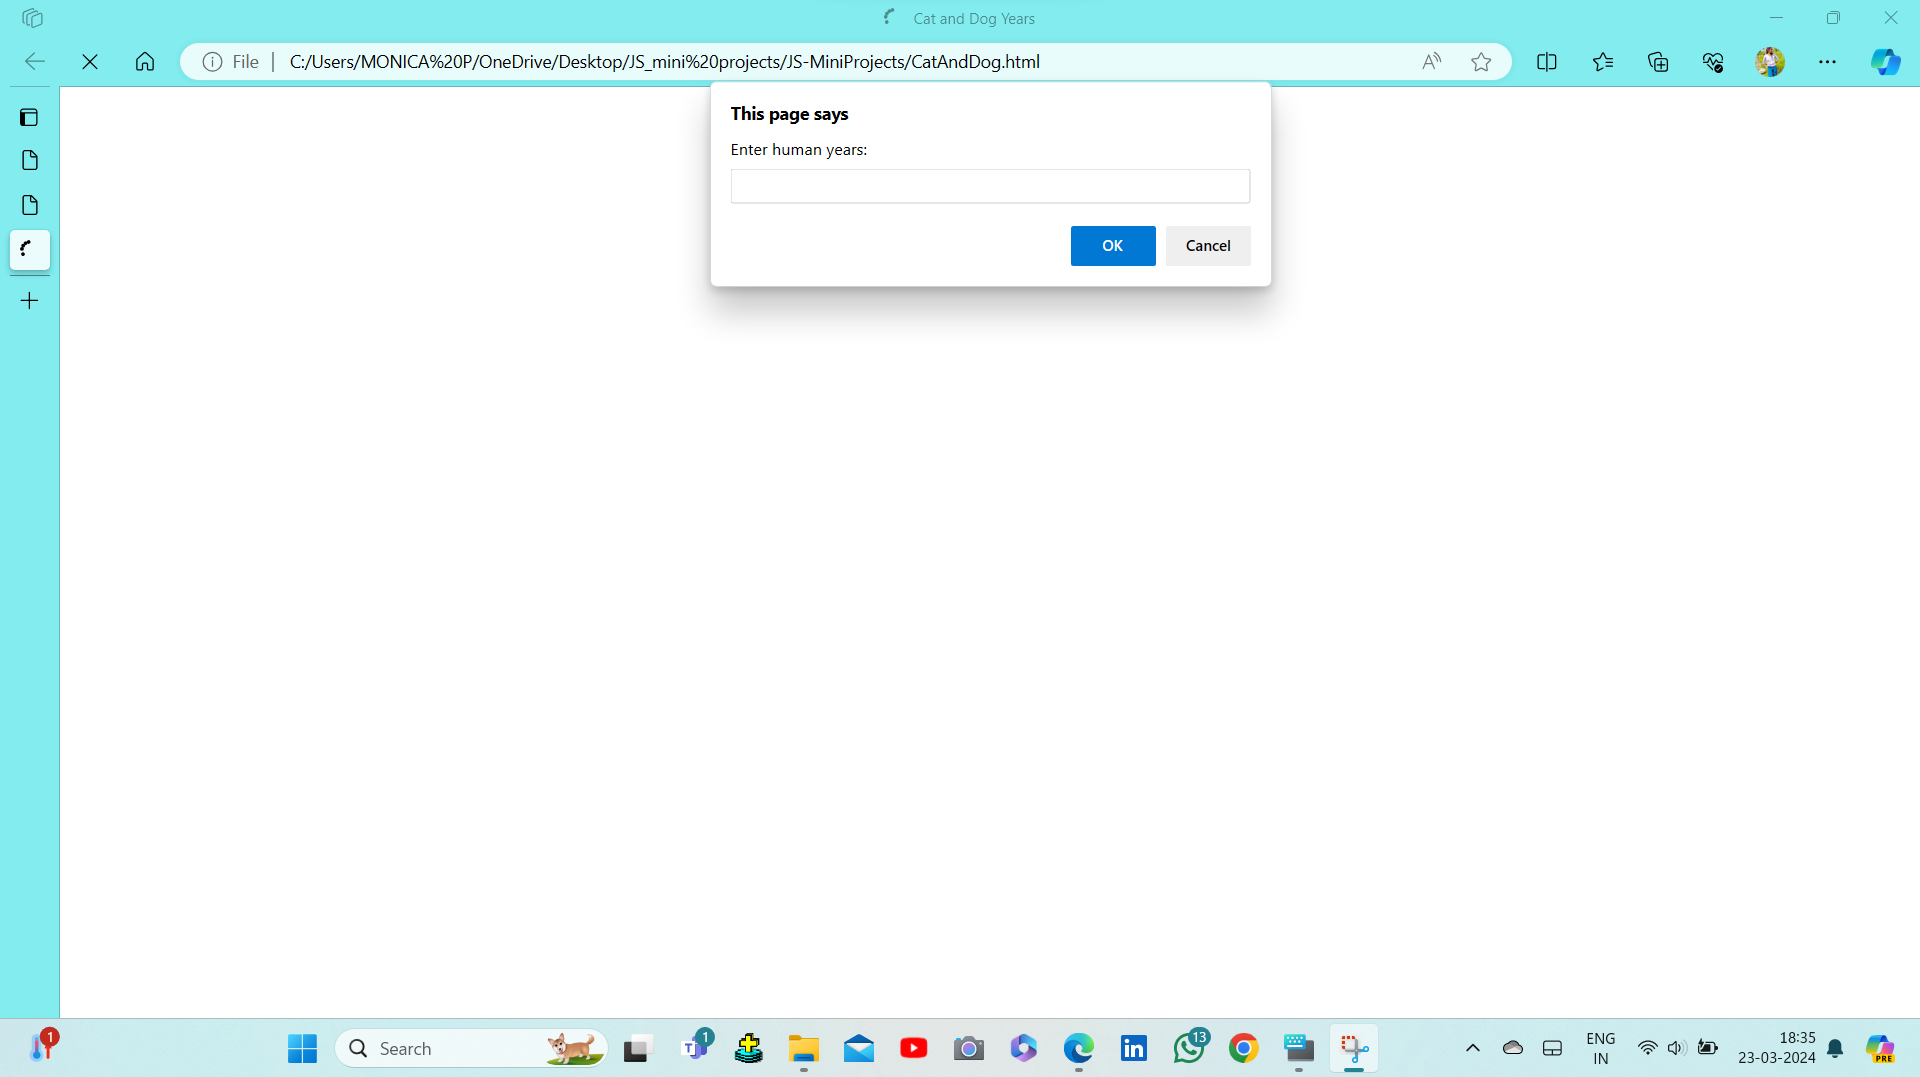 Cat and Dog Years
File
C:/Users/MONICA%20P/OneDrive/Desktop/JS_mini%20projects/JS-MiniProjects/CatAndDog.html
This page says
Enter human years:
OK
Cancel
1
Search
1
13
ENG
IN
18:35
23-03-2024
PRE